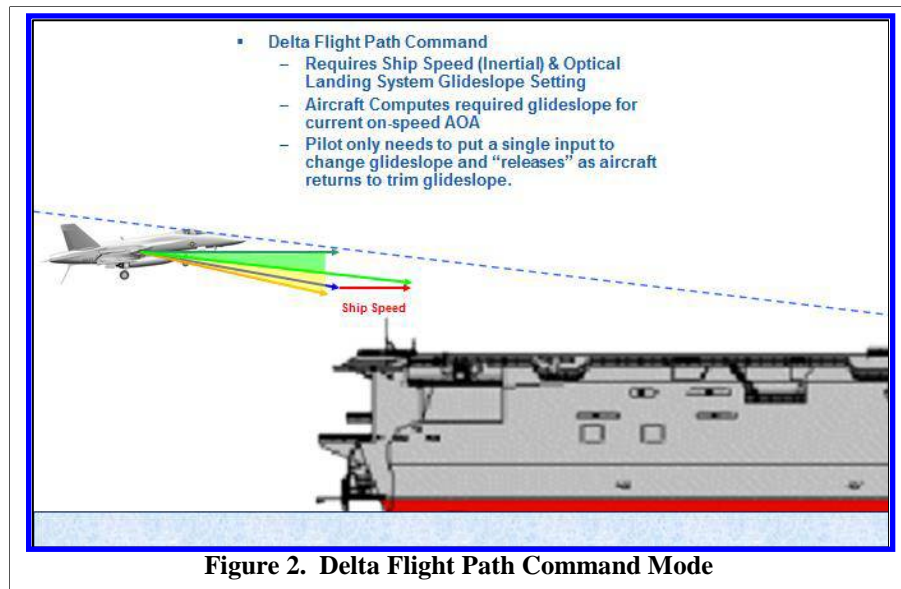 ▪ Delta Flight Path Command
– Requires Ship Speed (Inertial) & Optical
Landing System Glideslope Setting
– Aircraft Computes required glideslope for
current on-speed AOA
– Pilot only needs to put a single input to
change glideslope and “releases” as aircraft
returns to trim glideslope.
Ship Speed
Figure 2. Delta Flight Path Command Mode